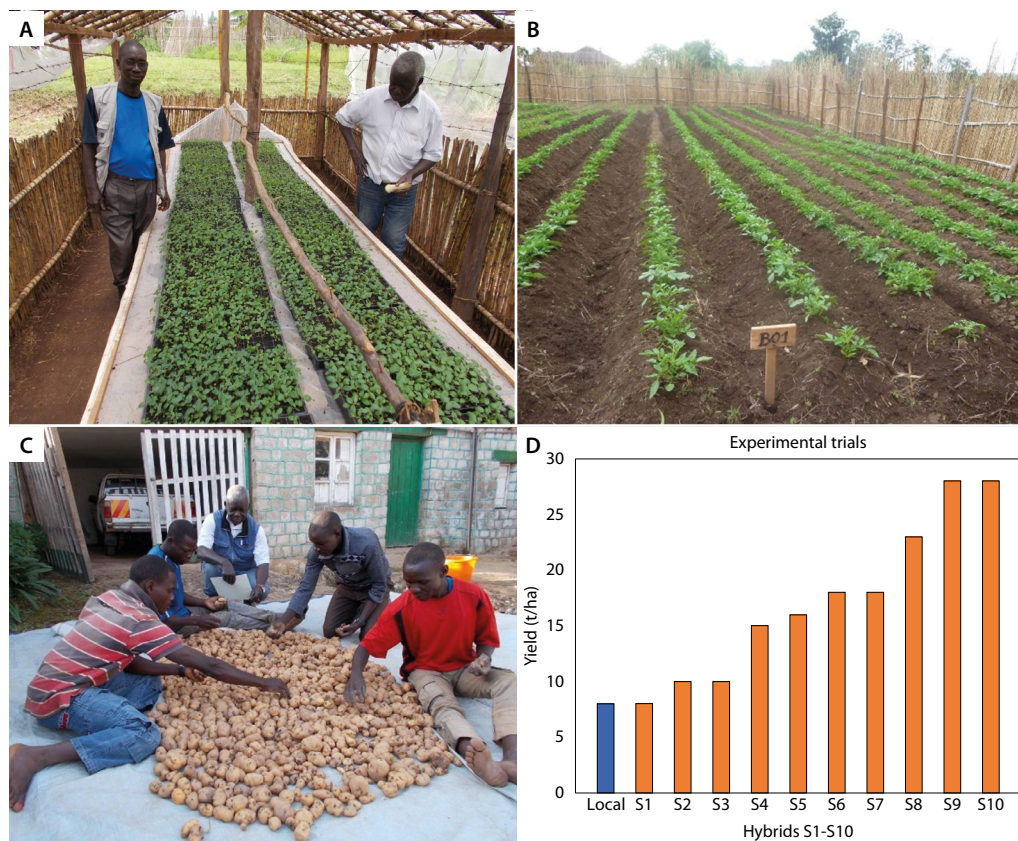 A
B
B01
C
D
Experimental trials
30
25
20
15
10
5
0
Yield (t/ha)
Local S1 S2 S3 S4 S5 S6 S7 S8 S9 S10
Hybrids S1-S10